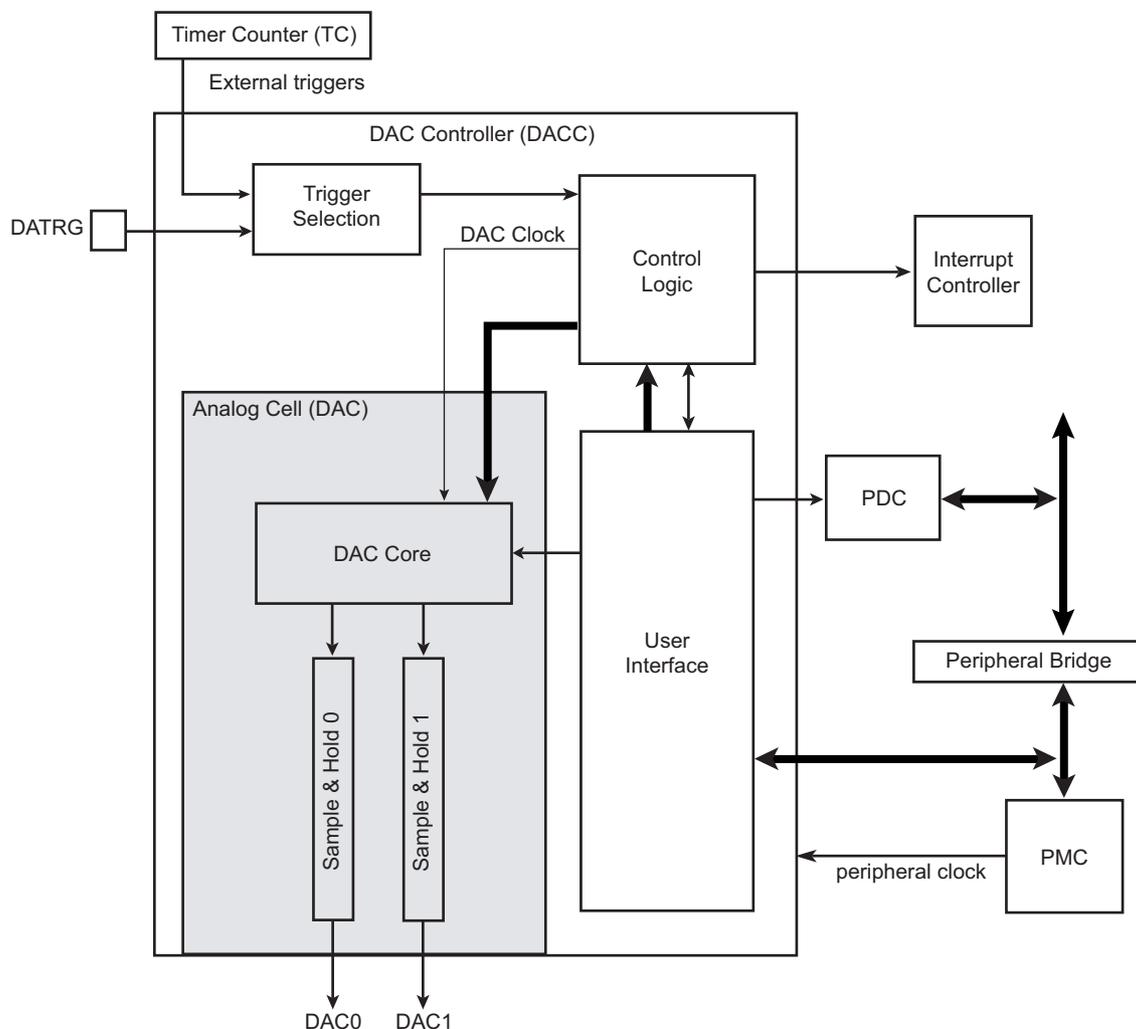 Timer Counter (TC)
External triggers
DAC Controller (DACC)
Trigger
Selection
DATRG
DAC Clock
Control
Logic
Interrupt
Controller
Analog Cell (DAC)
PDC
DAC Core
User
Interface
Peripheral Bridge
Sample & Hold 0
Sample & Hold 1
PMC
peripheral clock
DAC0
DAC1